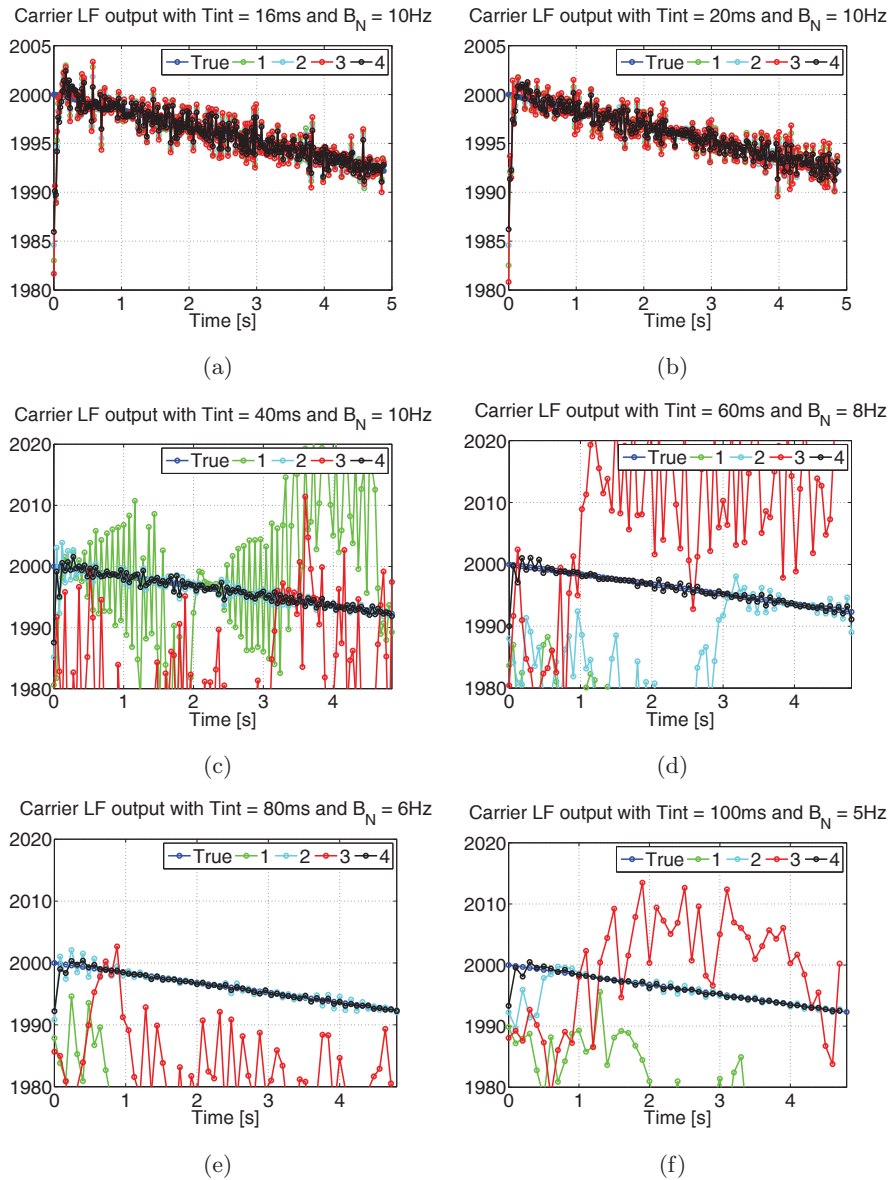 Carrier LF output with Tint = 16ms and B_N = 10Hz
True 1 2 3 4
2005
2000
1995
1990
1985
1980
0 1 2 3 4 5
Time [s]
(a)
Carrier LF output with Tint = 20ms and B_N = 10Hz
True 1 2 3 4
2005
2000
1995
1990
1985
1980
0 1 2 3 4 5
Time [s]
(b)
Carrier LF output with Tint = 40ms and B_N = 10Hz
True 1 2 3 4
2020
2010
2000
1990
1980
0 1 2 3 4
Time [s]
(c)
Carrier LF output with Tint = 60ms and B_N = 8Hz
True 1 2 3 4
2020
2010
2000
1990
1980
0 1 2 3 4
Time [s]
(d)
Carrier LF output with Tint = 80ms and B_N = 6Hz
True 1 2 3 4
2020
2010
2000
1990
1980
0 1 2 3 4
Time [s]
(e)
Carrier LF output with Tint = 100ms and B_N = 5Hz
True 1 2 3 4
2020
2010
2000
1990
1980
0 1 2 3 4
Time [s]
(f)